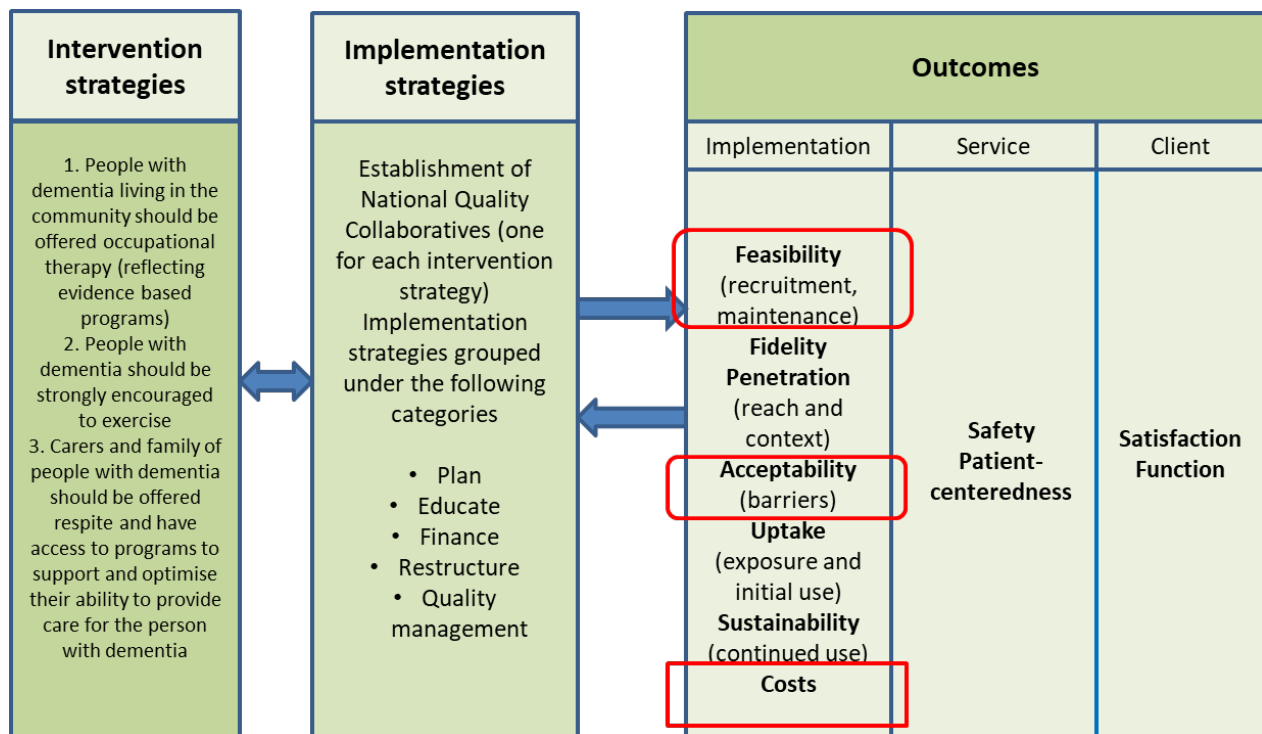 Intervention
strategies
1. People with
dementia living in the
community should be
offered occupational
therapy (reflecting
evidence based
programs)
2. People with
dementia should be
strongly encouraged
to exercise
3. Carers and family of
people with dementia
should be offered
respite and have
access to programs to
support and optimise
their ability to provide
care for the person
with dementia
Implementation
strategies
Establishment of
National Quality
Collaboratives (one
for each intervention
strategy)
Implementation
strategies grouped
under the following
categories
• Plan
• Educate
• Finance
• Restructure
• Quality
management
Outcomes
Implementation
Feasibility
(recruitment,
maintenance)
Fidelity
Penetration
(reach and
context)
Acceptability
(barriers)
Uptake
(exposure and
initial use)
Sustainability
(continued use)
Costs
Service
Safety
Patient-
centeredness
Client
Satisfaction
Function